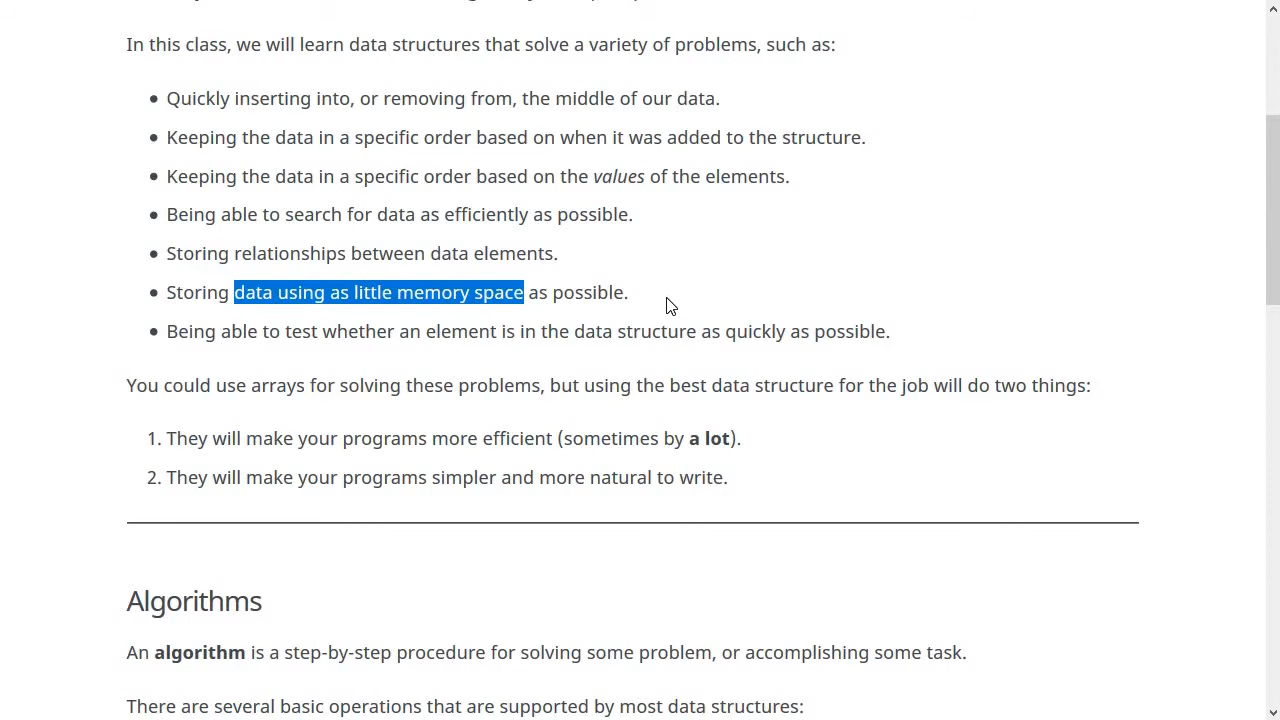 In this class, we will learn data structures that solve a variety of problems, such as:
• Quickly inserting into, or removing from, the middle of our data.
• Keeping the data in a specific order based on when it was added to the structure.
• Keeping the data in a specific order based on the values of the elements.
• Being able to search for data as efficiently as possible.
• Storing relationships between data elements.
• Storing data using as little memory space as possible.
• Being able to test whether an element is in the data structure as quickly as possible.
You could use arrays for solving these problems, but using the best data structure for the job will do two things:
1. They will make your programs more efficient (sometimes by a lot).
2. They will make your programs simpler and more natural to write.
Algorithms
An algorithm is a step-by-step procedure for solving some problem, or accomplishing some task.
There are several basic operations that are supported by most data structures: